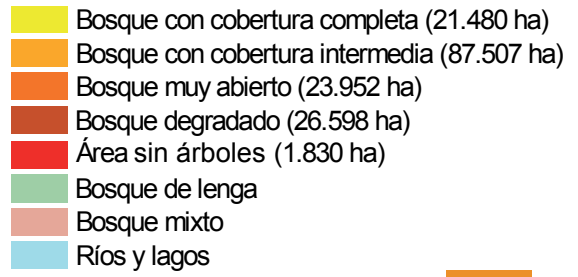 Bosque con cobertura completa (21.480 ha)
Bosque con cobertura intermedia (87.507 ha)
Bosque muy abierto (23.952 ha)
Bosque degradado (26.598 ha)
Área sin árboles (1.830 ha)
Bosque de lenga
Bosque mixto
Ríos y lagos